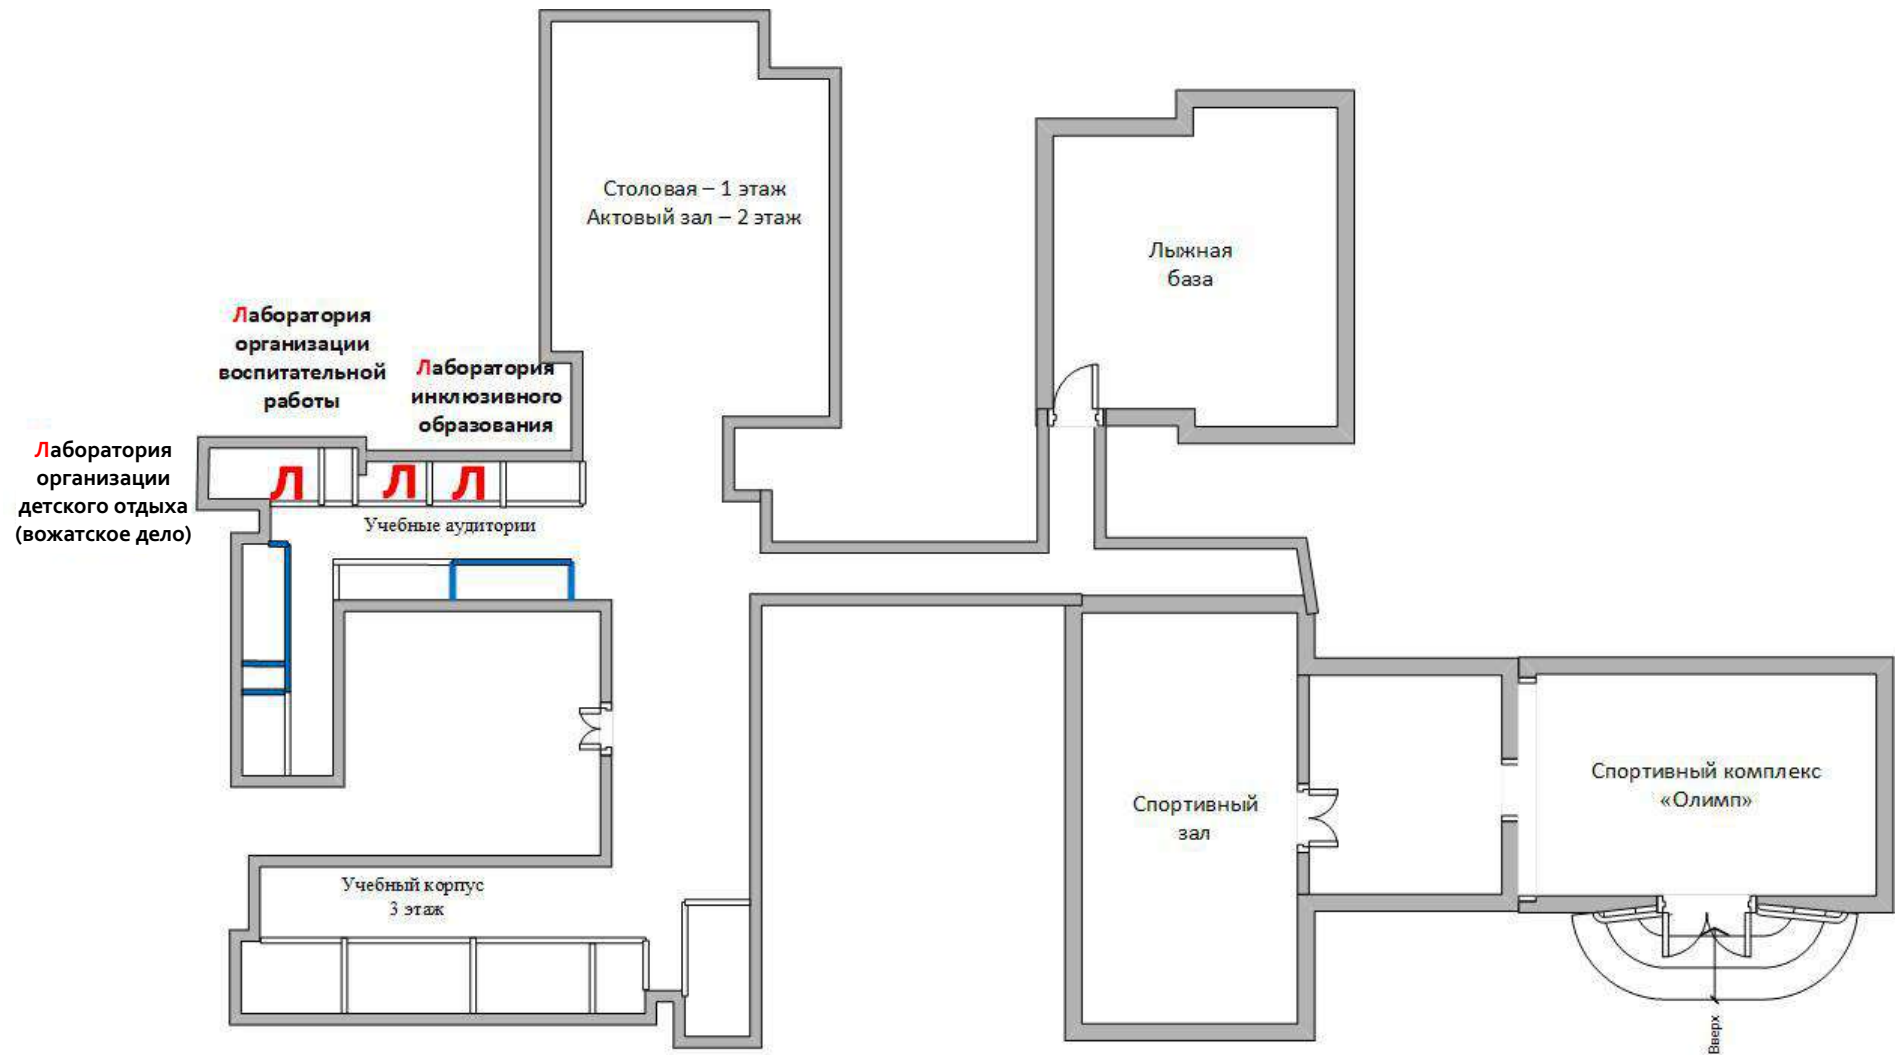 Столовая – 1 этаж
Актовый зал – 2 этаж
Лыжная
база
Лаборатория
организации
воспитательной
работы
Лаборатория
инклюзивного
образования
Лаборатория
организации
детского отдыха
(вожатское дело)
Л Л Л
Учебные аудитории
Спортивный комплекс
«Олимп»
Спортивный
зал
Учебный корпус
3 этаж
Вверх